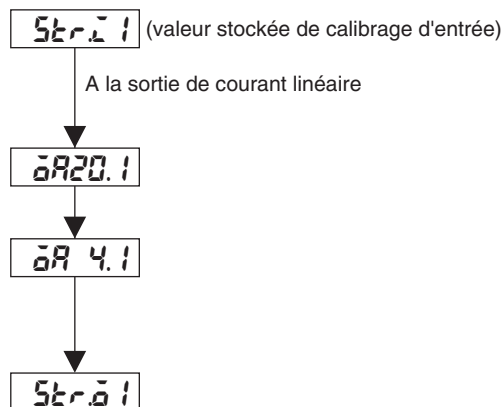 Str.i1 (valeur stockée de calibrage d'entrée)
A la sortie de courant linéaire
oA20.1
oA 4.1
Str.o1